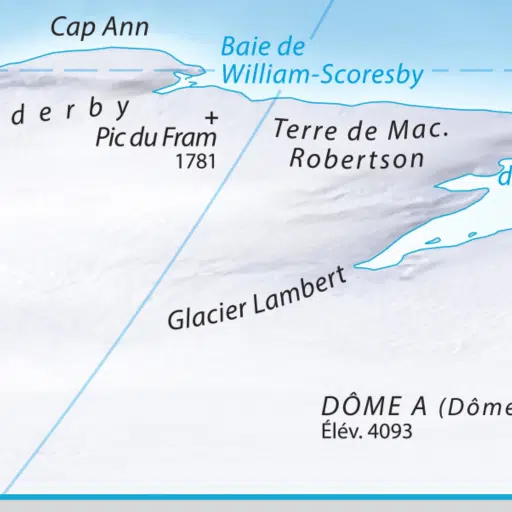 Cap Ann
Baie de
William-Scoresby
derby
Pic du Fram
1781
Terre de Mac.
Robertson
d
Glacier Lambert
DÔME A (Dôme
Élév. 4093